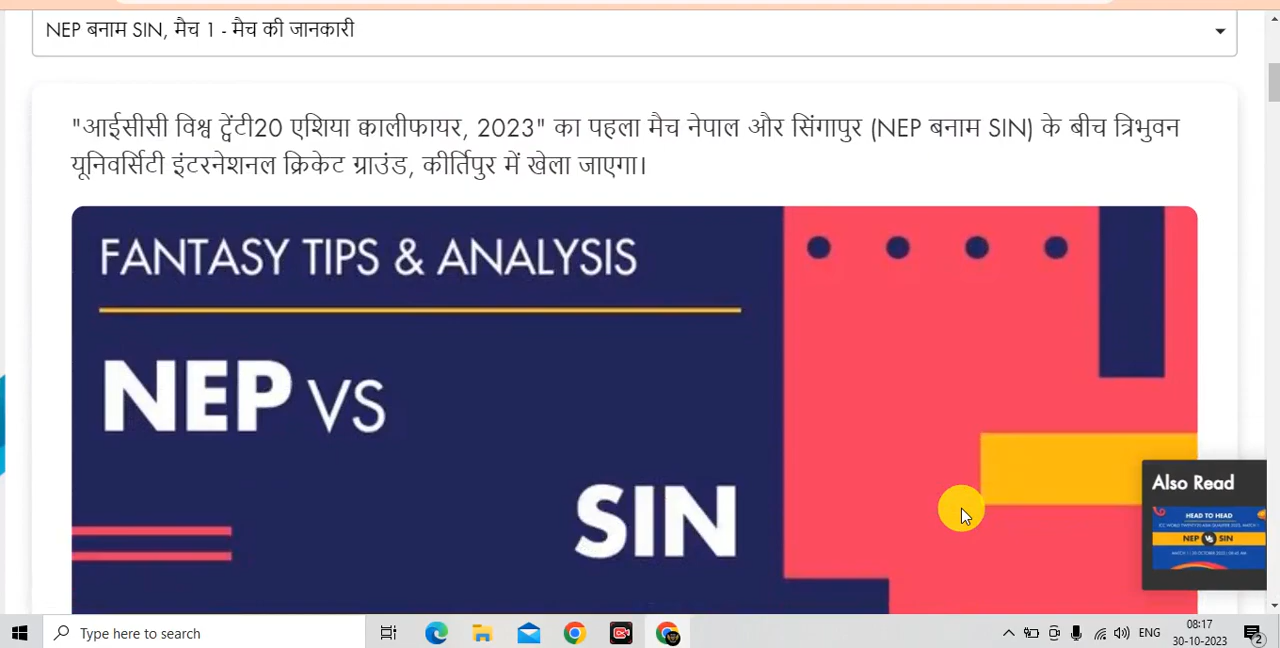 NEP बनाम SIN, मैच 1 - मैच की जानकारी
"आईसीसी विश्व ट्वेंटी20 एशिया क्वालीफायर, 2023" का पहला मैच नेपाल और सिंगापुर (NEP बनाम SIN) के बीच त्रिभुवन
यूनिवर्सिटी इंटरनेशनल क्रिकेट ग्राउंड, कीर्तिपुर में खेला जाएगा।
FANTASY TIPS & ANALYSIS
NEP VS
SIN
Also Read
HEAD TO HEAD
NEP VS SIN
Type here to search
ENG
08:17
30-10-2023
2